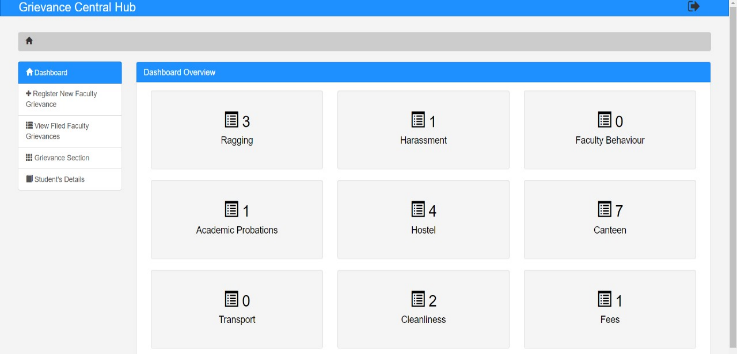 Grievance Central Hub
Dashboard
Register New Faculty
Grievance
View Filed Faculty
Grievances
Grievance Section
Student's Details
Dashboard Overview
3
Ragging
1
Harassment
0
Faculty Behaviour
1
Academic Probations
4
Hostel
7
Canteen
0
Transport
2
Cleanliness
1
Fees